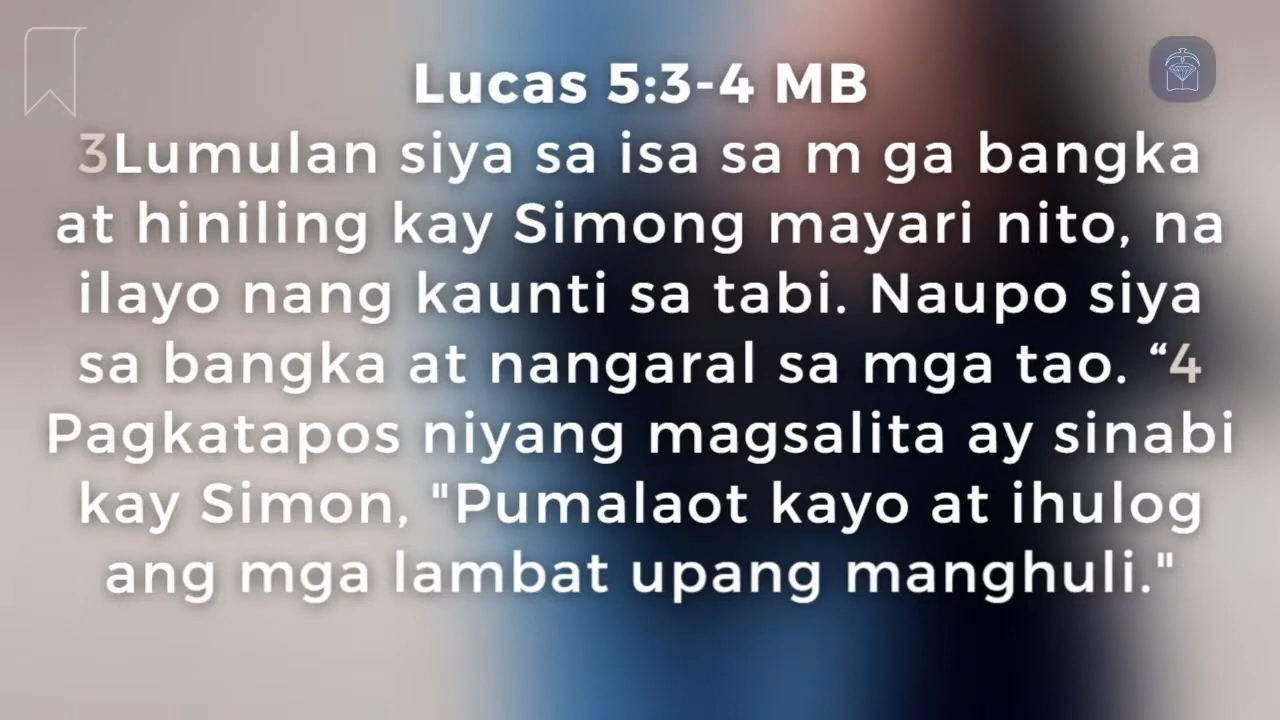 Lucas 5:3-4 MB
3Lumulan siya sa isa sa m ga bangka
at hiniling kay Simong mayari nito, na
ilayo nang kaunti sa tabi. Naupo siya
sa bangka at nangaral sa mga tao. “4
Pagkatapos niyang magsalita ay sinabi
kay Simon, "Pumalaot kayo at ihulog
ang mga lambat upang manghuli."